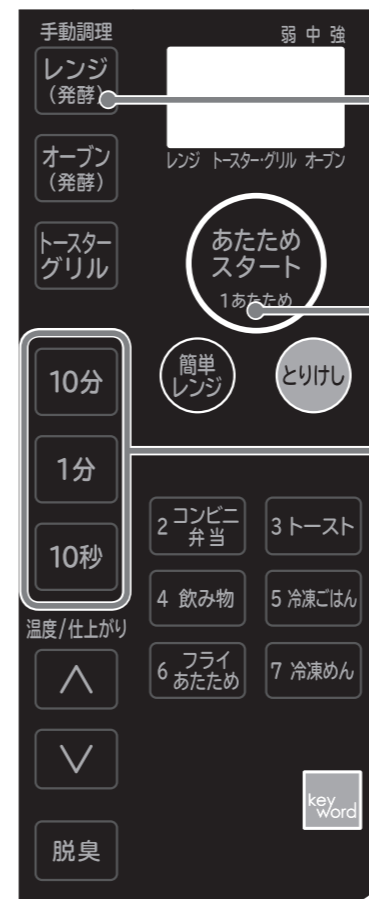 手動調理
弱 中 強
レンジ
(発酵)
オーブン
(発酵)
レンジ トースター・グリル オーブン
トースター
グリル
あたため
スタート
1あたため
簡単
レンジ
とりけし
10分
1分
10秒
2 コンビニ
弁当
3 トースト
4 飲み物
5 冷凍ごはん
6 フライ
あたため
7 冷凍めん
温度/仕上がり
脱臭
key
word